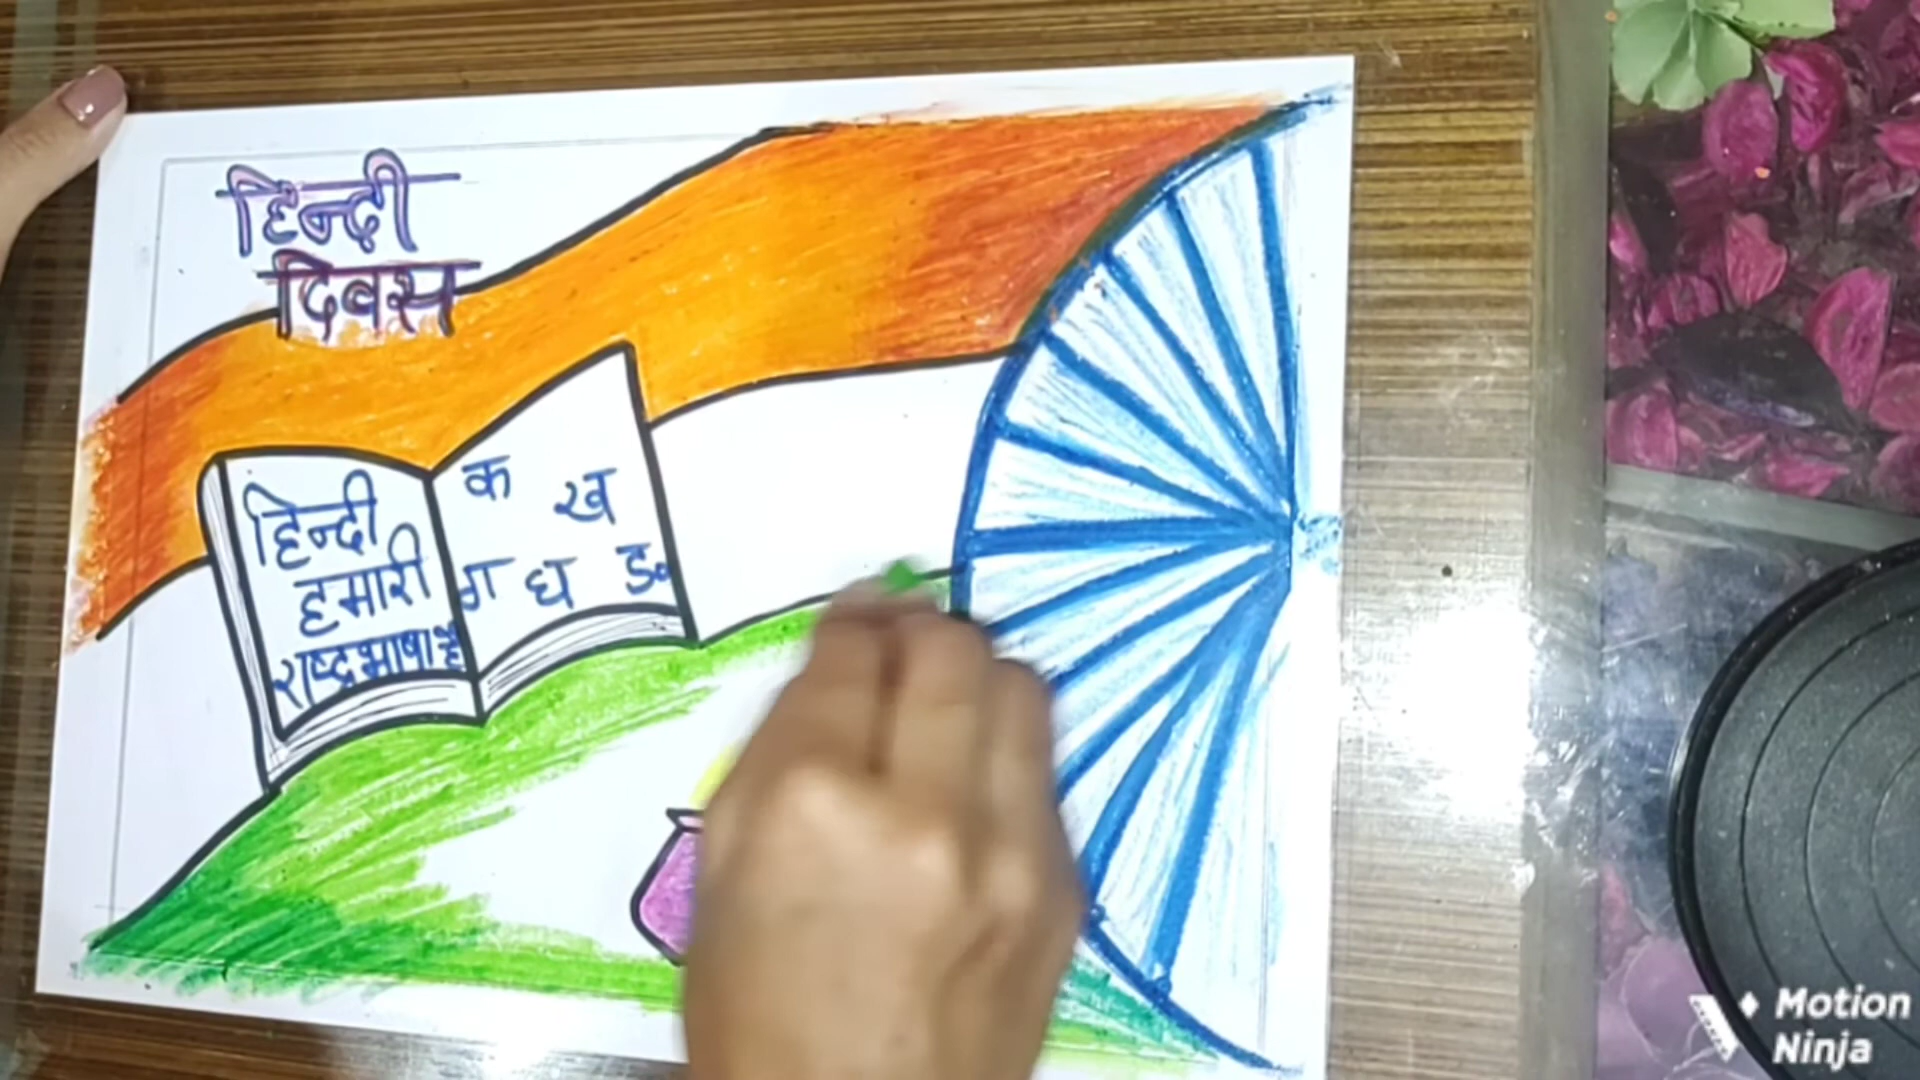 हिन्दी
दिवस
हिन्दी
हमारी
राष्ट्रभाषा है
क ख
ग घ ङ
Motion
Ninja